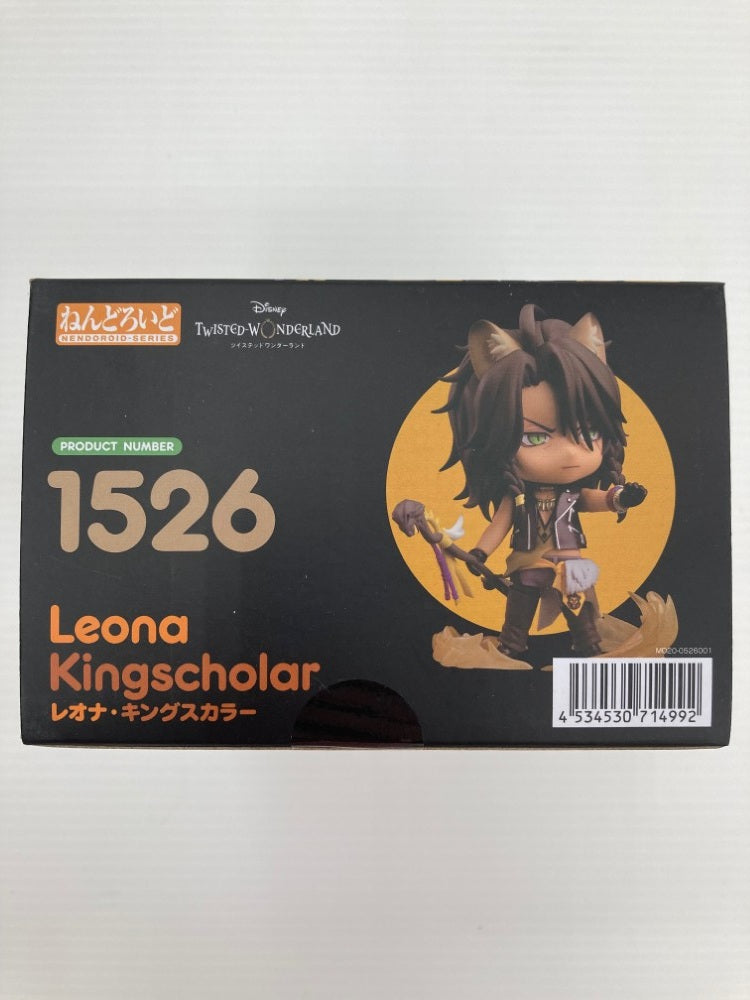 ねんどろいど
NENDOROID-SERIES
Disney
TWISTED-WONDERLAND
ツイステッドワンダーランド
PRODUCT NUMBER
1526
Leona
Kingscholar
レオナ・キングスカラー
MO20-0526001
4 534530 714992